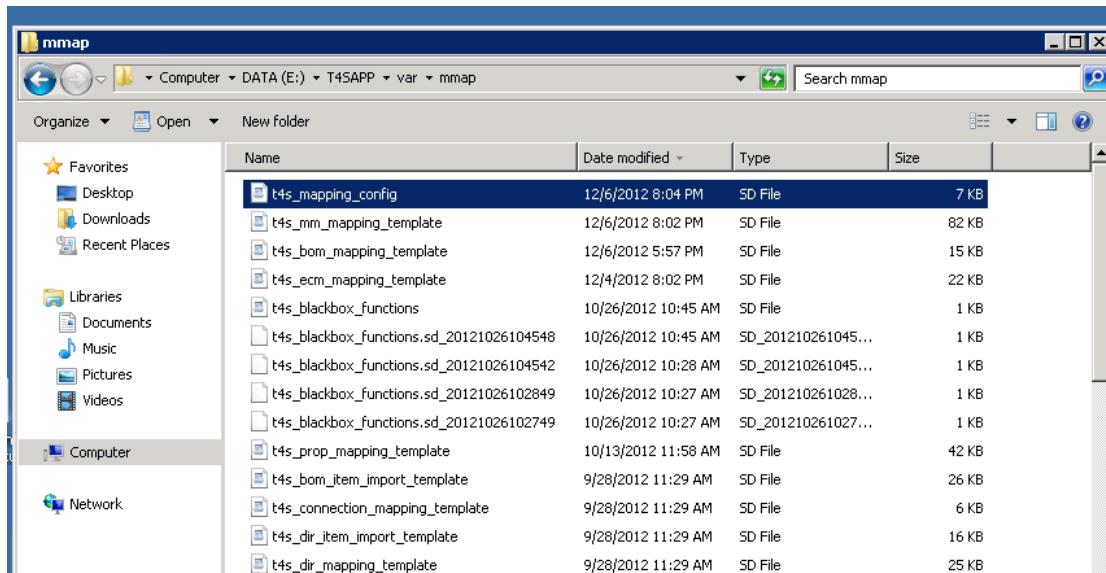 mmap
Computer DATA (E:) T4SAPP var mmap Search mmap
Organize Open New folder
Name Date modified Type Size
Favorites
Desktop
Downloads
Recent Places
Libraries
Documents
Music
Pictures
Videos
Computer
Network
t4s_mapping_config 12/6/2012 8:04 PM SD File 7 KB
t4s_mm_mapping_template 12/6/2012 8:02 PM SD File 82 KB
t4s_bom_mapping_template 12/6/2012 5:57 PM SD File 15 KB
t4s_ecm_mapping_template 12/4/2012 8:02 PM SD File 22 KB
t4s_blackbox_functions 10/26/2012 10:45 AM SD File 1 KB
t4s_blackbox_functions.sd_20121026104548 10/26/2012 10:45 AM SD_201210261045... 1 KB
t4s_blackbox_functions.sd_20121026104542 10/26/2012 10:28 AM SD_201210261045... 1 KB
t4s_blackbox_functions.sd_20121026102849 10/26/2012 10:27 AM SD_201210261028... 1 KB
t4s_blackbox_functions.sd_20121026102749 10/26/2012 10:27 AM SD_201210261027... 1 KB
t4s_prop_mapping_template 10/13/2012 11:58 AM SD File 42 KB
t4s_bom_item_import_template 9/28/2012 11:29 AM SD File 26 KB
t4s_connection_mapping_template 9/28/2012 11:29 AM SD File 6 KB
t4s_dir_item_import_template 9/28/2012 11:29 AM SD File 16 KB
t4s_dir_mapping_template 9/28/2012 11:29 AM SD File 25 KB